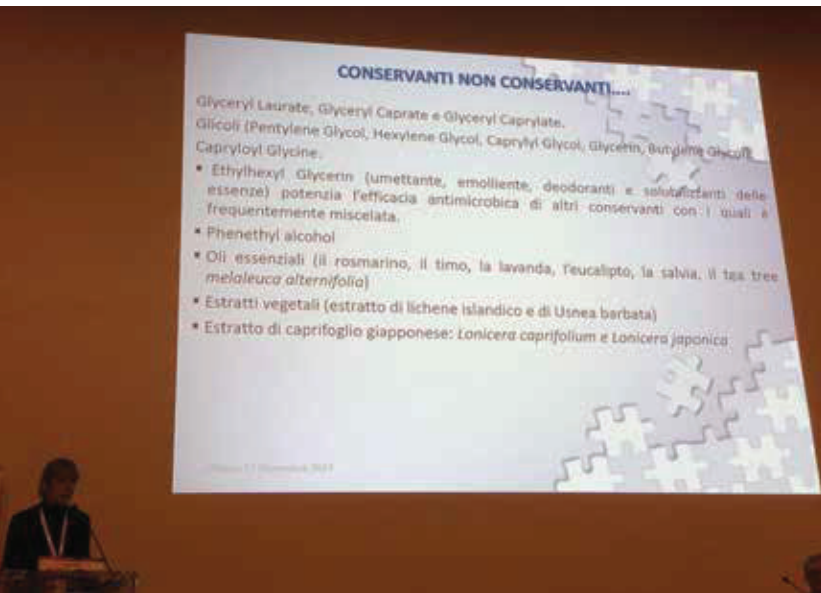 CONSERVANTI NON CONSERVANTI....
Glyceryl Laurate, Glyceryl Caprate e Glyceryl Caprylate.
Glicoli (Pentylene Glycol, Hexylene Glycol, Caprylyl Glycol, Glycerin, Butylene Glycol),
Capryloyl Glycine.
▪ Ethylhexyl Glycerin (umettante, emolliente, deodoranti e solubilizzanti delle
essenze) potenzia l'efficacia antimicrobica di altri conservanti con i quali è
frequentemente miscelata.
▪ Phenethyl alcohol
▪ Oli essenziali (il rosmarino, il timo, la lavanda, l'eucalipto, la salvia, il tea tree
melaleuca alternifolia)
▪ Estratti vegetali (estratto di lichene islandico e di Usnea barbata)
▪ Estratto di caprifoglio giapponese: Lonicera caprifolium e Lonicera japonica